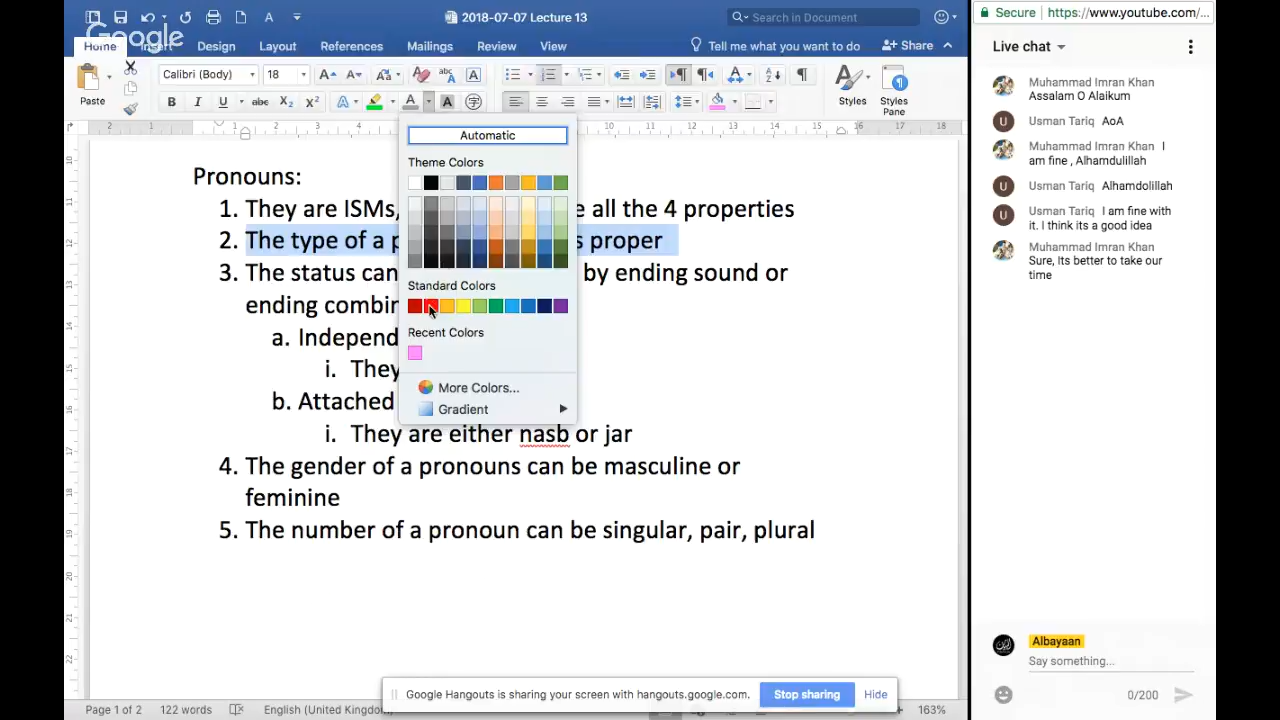 2018-07-07 Lecture 13
Search in Document
Google
Home
Insert
Design
Layout
References
Mailings
Review
View
Tell me what you want to do
Share
Paste
Calibri (Body)
18
Styles
Styles
Pane
Automatic
Theme Colors
Standard Colors
Recent Colors
More Colors...
Gradient
Pronouns:
1. They are ISMs, e all the 4 properties
2. The type of a p s proper
3. The status can by ending sound or
ending combin
a. Independ
i. They
b. Attached
i. They are either nasb or jar
4. The gender of a pronouns can be masculine or
feminine
5. The number of a pronoun can be singular, pair, plural
Google Hangouts is sharing your screen with hangouts.google.com.
Stop sharing
Hide
Page 1 of 2
122 words
English (United Kingdom)
163%
Secure
https://www.youtube.com/...
Live chat
Muhammad Imran Khan
Assalam O Alaikum
Usman Tariq AoA
Muhammad Imran Khan I
am fine , Alhamdulillah
Usman Tariq Alhamdolillah
Usman Tariq I am fine with
it. I think its a good idea
Muhammad Imran Khan
Sure, Its better to take our
time
Albayaan
Say something...
0/200